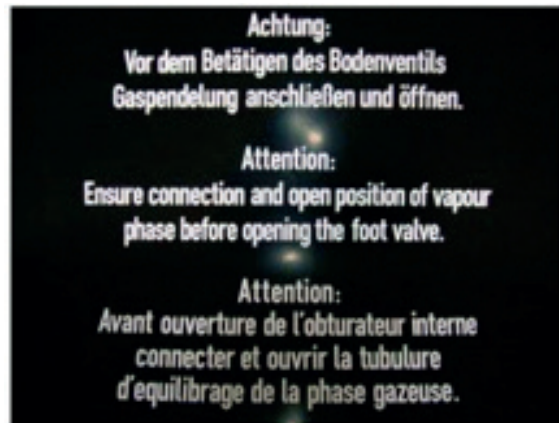 Achtung:
Vor dem Betätigen des Bodenventils
Gaspendelung anschließen und öffnen.
Attention:
Ensure connection and open position of vapour
phase before opening the foot valve.
Attention:
Avant ouverture de l'obturateur interne
connecter et ouvrir la tubulure
d'equilibrage de la phase gazeuse.